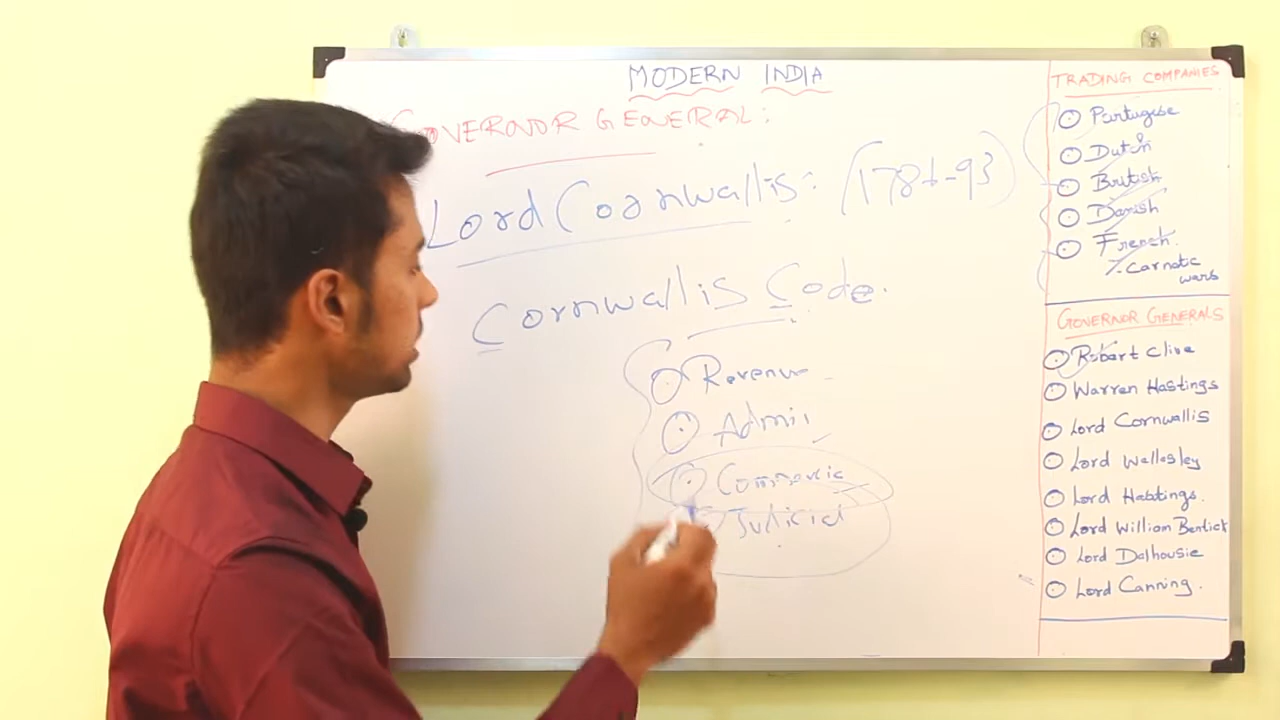 MODERN INDIA
GOVERNOR GENERAL:
Lord Cornwallis: (1786-93)
Cornwallis Code.
Revenue
Admin
Commercia
Judicial
TRADING COMPANIES
Portugese
Dutch
British
Danish
French.
Carnatic
wars
GOVERNOR GENERALS
Robert Clive
Warren Hastings
Lord Cornwallis
Lord Wellesley
Lord Hastings.
Lord William Bentick
Lord Dalhousie
Lord Canning.